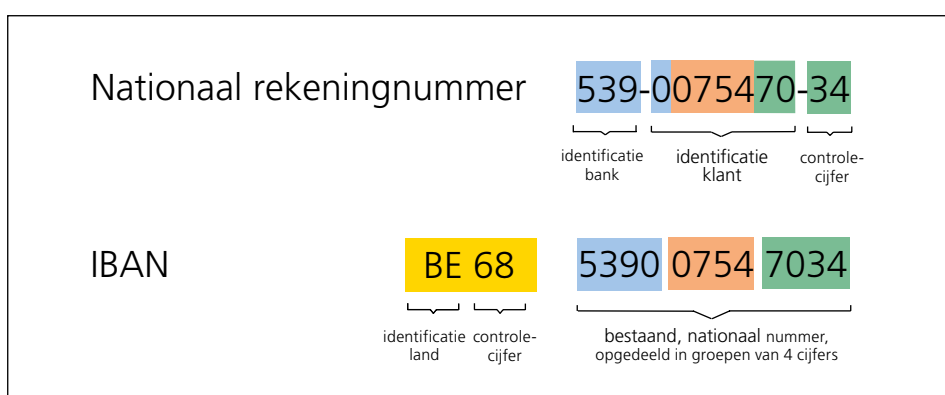 Nationaal rekeningnummer 539-0075470-34
identificatie bank identificatie klant controle-cijfer
IBAN BE 68 5390 0754 7034
identificatie land controle-cijfer bestaand, nationaal nummer,
opgedeeld in groepen van 4 cijfers